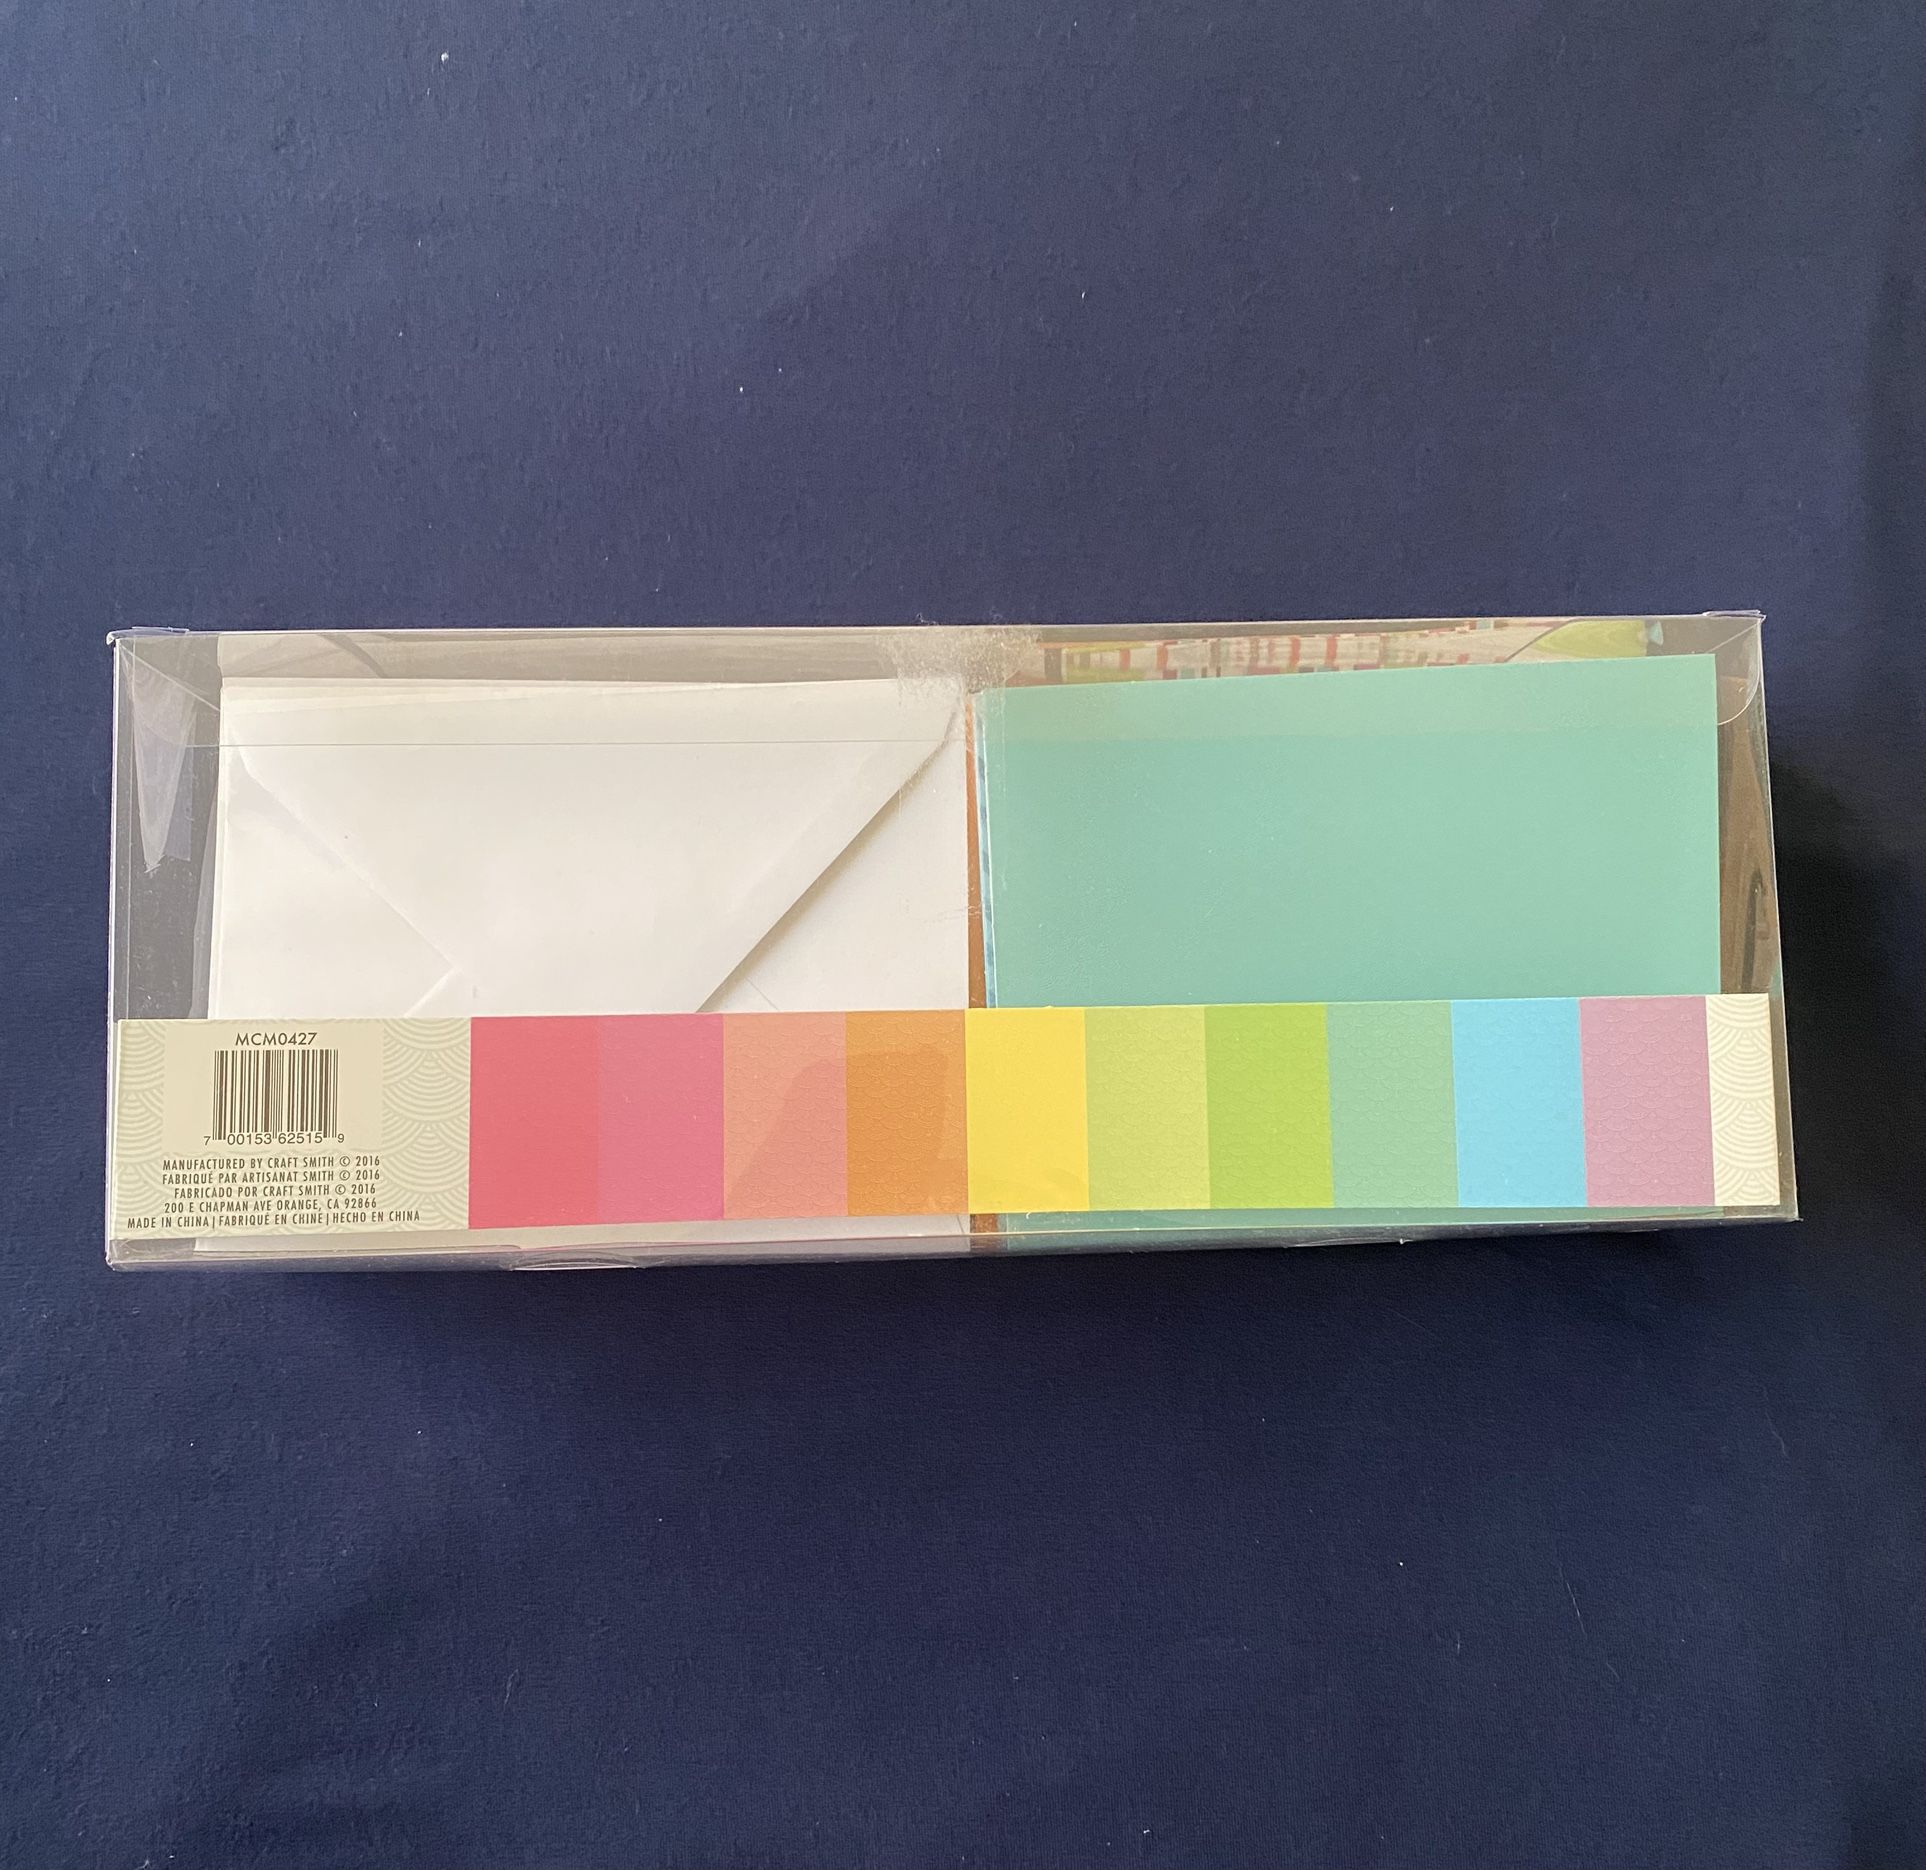 MCM0427
7 00153 62515 9
MANUFACTURED BY CRAFT SMITH © 2016
FABRIQUÉ PAR ARTISANAT SMITH © 2016
FABRICADO POR CRAFT SMITH © 2016
200 E CHAPMAN AVE ORANGE, CA 92866
MADE IN CHINA | FABRIQUÉ EN CHINE | HECHO EN CHINA